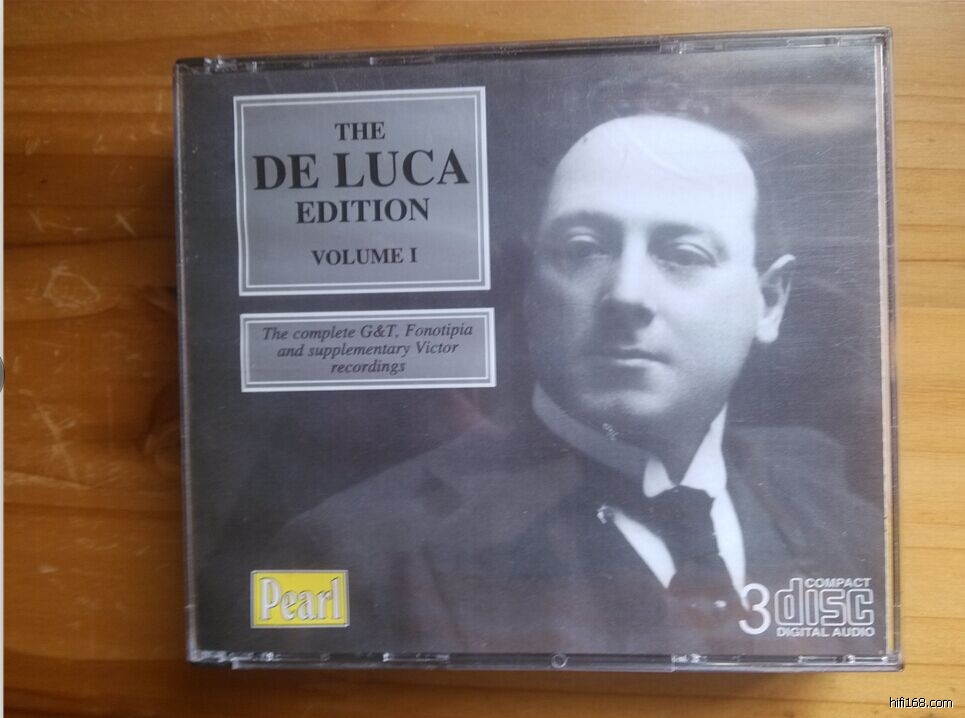 THE
DE LUCA
EDITION
VOLUME I
The complete G&T, Fonotipia
and supplementary Victor
recordings
Pearl
3
COMPACT
disc
DIGITAL AUDIO
hifi168.com